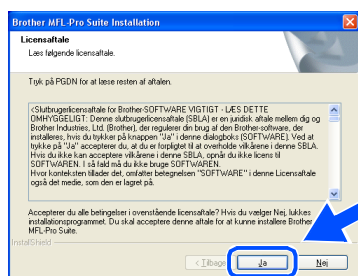 Brother MFL-Pro Suite Installation
Licensaftale
Læs følgende licensaftale.
Tryk på PGDN for at læse resten af aftalen.
<Slutbrugerlicensaftale for Brother-SOFTWARE VIGTIGT - LÆS DETTE
OMHYGGELIGT: Denne slutbrugerlicensaftale (SBLA) er en juridisk aftale mellem dig og
Brother Industries, Ltd. (Brother), der regulerer din brug af den Brother-software, der
installeres, hvis du trykker på knappen "Ja" i denne dialogboks (SOFTWARE). Ved at
trykke på "Ja" accepterer du, at du er forpligtet til at overholde vilkårene i denne SBLA.
Hvis du ikke kan acceptere vilkårene i denne SBLA, opnår du ikke licens til
SOFTWAREN. I så fald må du ikke bruge SOFTWAREN.
Hvor konteksten tillader det, omfatter betegnelsen "SOFTWARE" i denne Licensaftale
også det medie, som den er lagret på.
Accepterer du alle betingelser i ovenstående licensaftale? Hvis du vælger Nej, lukkes
installationsprogrammet. Du skal acceptere denne aftale for at kunne installere Brother
MFL-Pro Suite.
InstallShield
< Tilbage
Ja
Nej